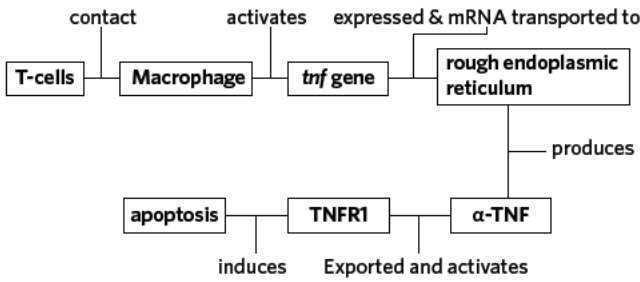 contact
activates
expressed & mRNA transported to
T-cells
Macrophage
tnf gene
rough endoplasmic
reticulum
produces
apoptosis
TNFR1
α-TNF
induces
Exported and activates